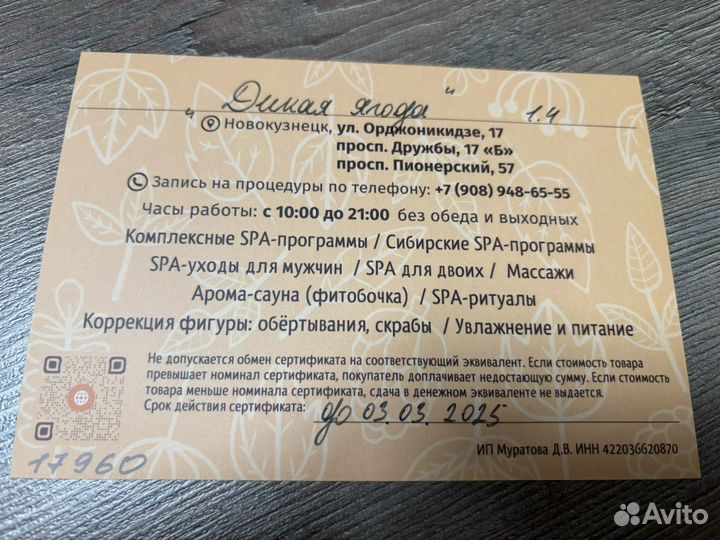 "Дикая ягода" 1.4
Новокузнецк, ул. Орджоникидзе, 17
просп. Дружбы, 17 «Б»
просп. Пионерский, 57
Запись на процедуры по телефону: +7 (908) 948-65-55
Часы работы: с 10:00 до 21:00 без обеда и выходных
Комплексные SPA-программы / Сибирские SPA-программы
SPA-уходы для мужчин / SPA для двоих / Массажи
Арома-сауна (фитобочка) / SPA-ритуалы
Коррекция фигуры: обёртывания, скрабы / Увлажнение и питание
Не допускается обмен сертификата на соответствующий эквивалент. Если стоимость товара
превышает номинал сертификата, покупатель доплачивает недостающую сумму. Если стоимость
товара меньше номинала сертификата, сдача в денежном эквиваленте не выдается.
Срок действия сертификата: до 03.03.2025
ИП Муратова Д.В. ИНН 422036620870
17960
Avito